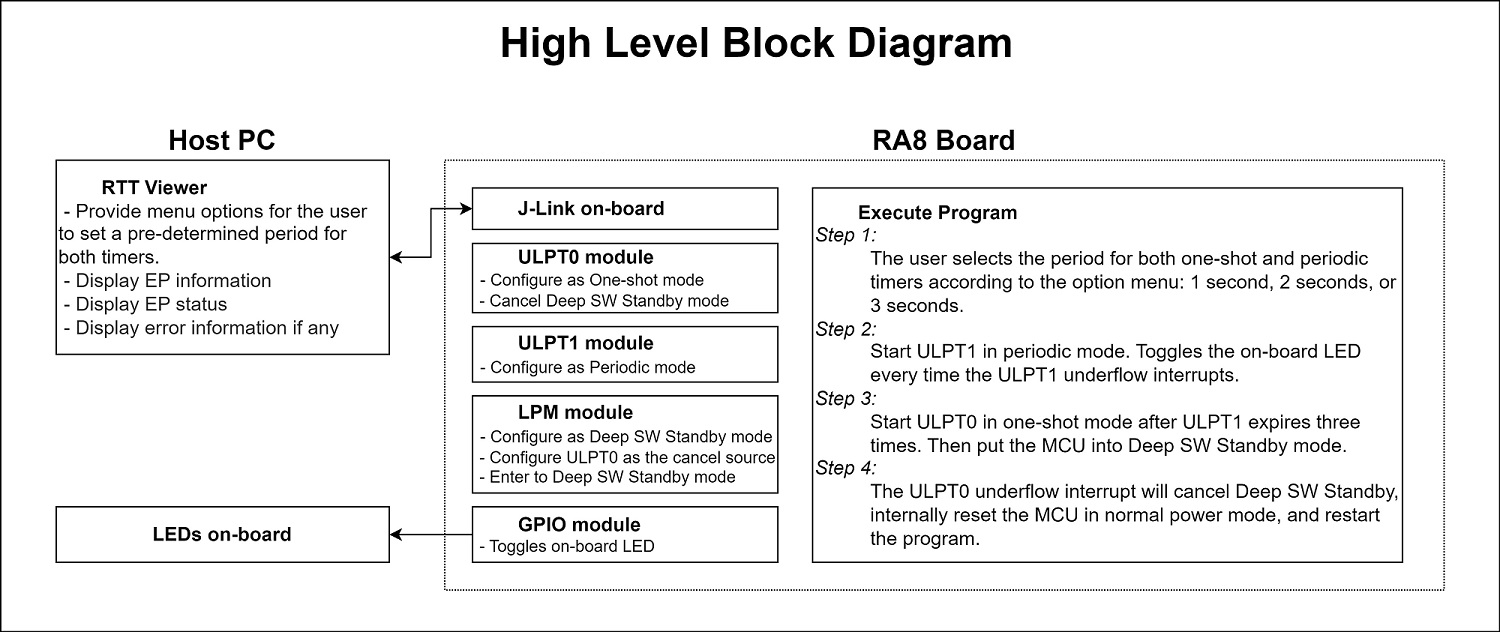 High Level Block Diagram
Host PC
RTT Viewer
- Provide menu options for the user
to set a pre-determined period for
both timers.
- Display EP information
- Display EP status
- Display error information if any
LEDs on-board
RA8 Board
J-Link on-board
ULPT0 module
- Configure as One-shot mode
- Cancel Deep SW Standby mode
ULPT1 module
- Configure as Periodic mode
LPM module
- Configure as Deep SW Standby mode
- Configure ULPT0 as the cancel source
- Enter to Deep SW Standby mode
GPIO module
- Toggles on-board LED
Execute Program
Step 1:
The user selects the period for both one-shot and periodic
timers according to the option menu: 1 second, 2 seconds, or
3 seconds.
Step 2:
Start ULPT1 in periodic mode. Toggles the on-board LED
every time the ULPT1 underflow interrupts.
Step 3:
Start ULPT0 in one-shot mode after ULPT1 expires three
times. Then put the MCU into Deep SW Standby mode.
Step 4:
The ULPT0 underflow interrupt will cancel Deep SW Standby,
internally reset the MCU in normal power mode, and restart
the program.